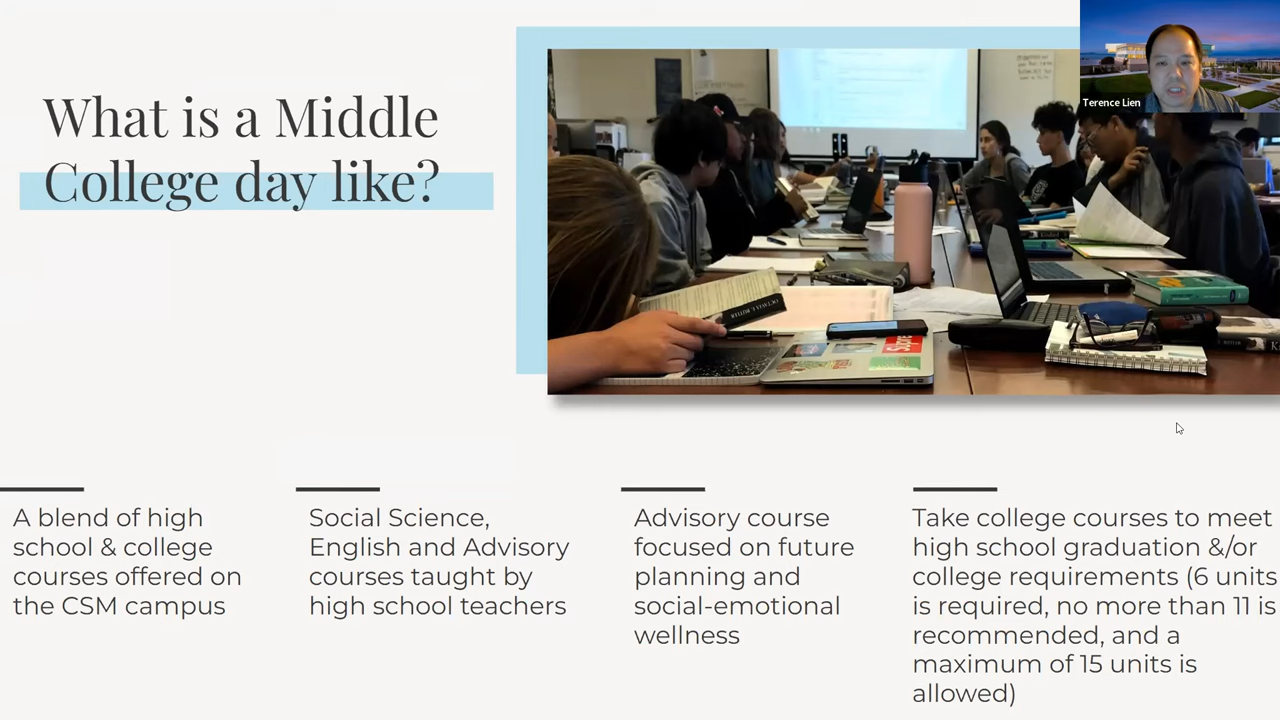 What is a Middle
College day like?
Terence Lien
OCTAVIA E. BUTLER
A blend of high
school & college
courses offered on
the CSM campus
Social Science,
English and Advisory
courses taught by
high school teachers
Advisory course
focused on future
planning and
social-emotional
wellness
Take college courses to meet
high school graduation &/or
college requirements (6 units
is required, no more than 11 is
recommended, and a
maximum of 15 units is
allowed)